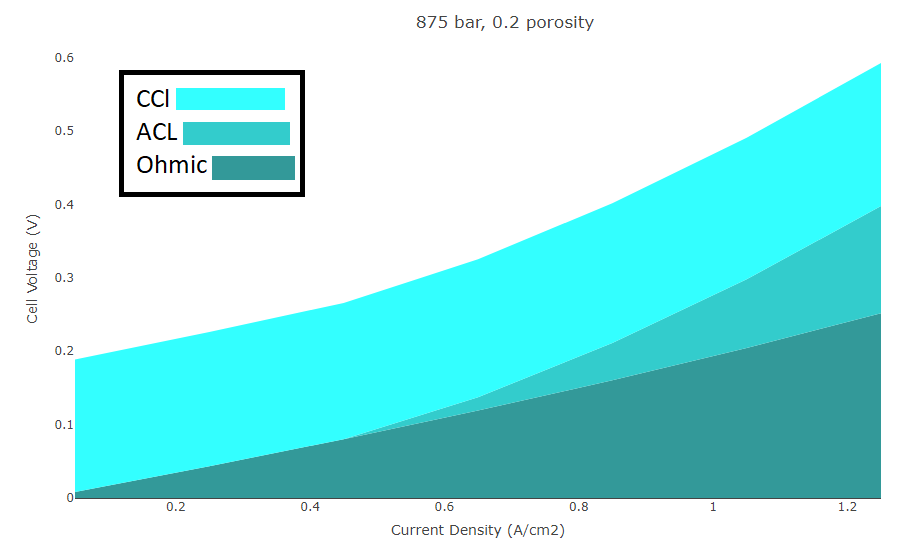 875 bar, 0.2 porosity
CCl
ACL
Ohmic
Cell Voltage (V)
0.6
0.5
0.4
0.3
0.2
0.1
0
0.2 0.4 0.6 0.8 1 1.2
Current Density (A/cm2)